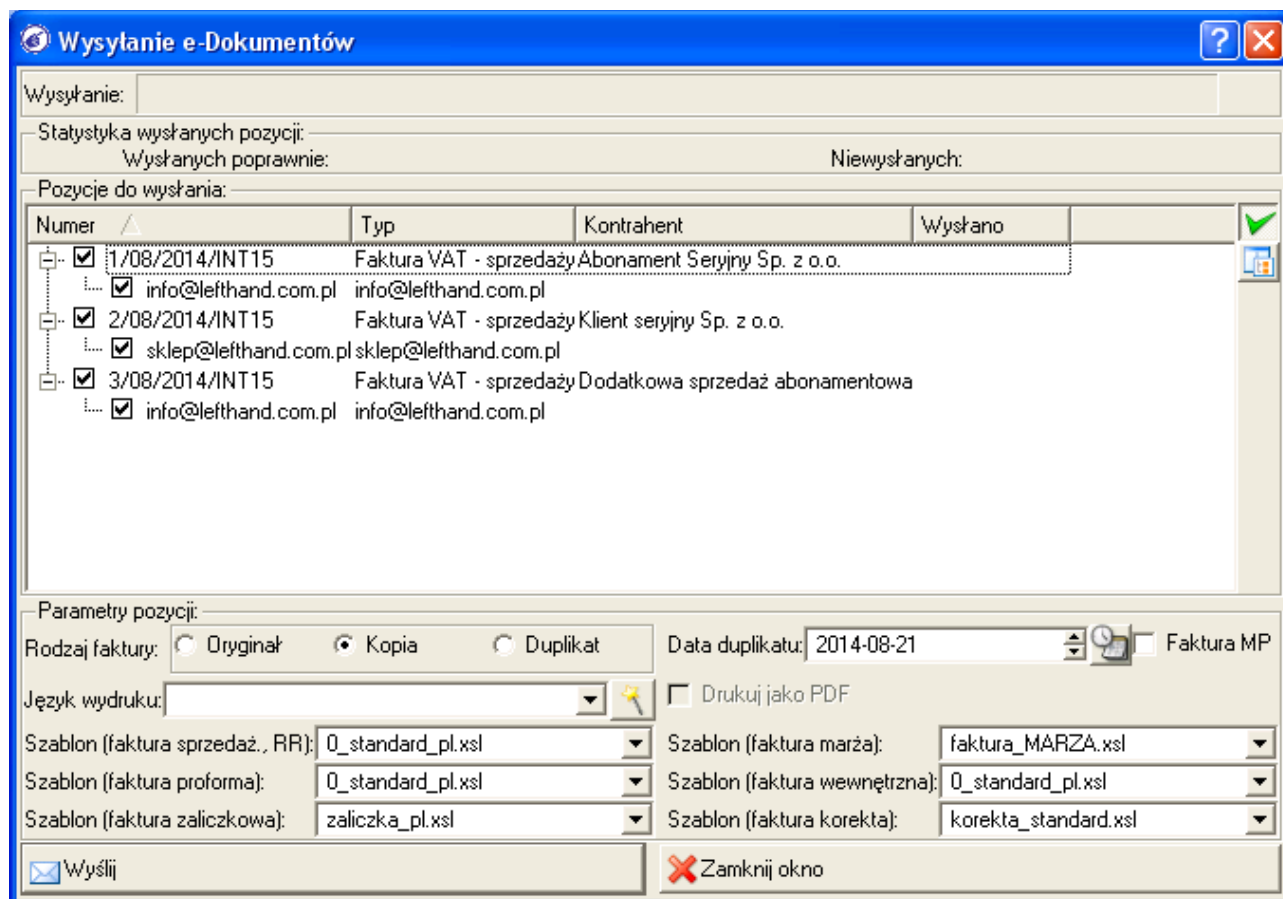 Wysyłanie e-Dokumentów
Wysyłanie:
Statystyka wysłanych pozycji:
Wysłanych poprawnie: Niewysłanych:
Pozycje do wysłania:
Numer Typ Kontrahent Wysłano
1/08/2014/INT15 Faktura VAT - sprzedaży Abonament Seryjny Sp. z o.o.
info@lefthand.com.pl info@lefthand.com.pl
2/08/2014/INT15 Faktura VAT - sprzedaży Klient seryjny Sp. z o.o.
sklep@lefthand.com.pl sklep@lefthand.com.pl
3/08/2014/INT15 Faktura VAT - sprzedaży Dodatkowa sprzedaż abonamentowa
info@lefthand.com.pl info@lefthand.com.pl
Parametry pozycji:
Rodzaj faktury: Oryginał Kopia Duplikat Data duplikatu: 2014-08-21 Faktura MP
Język wydruku: Drukuj jako PDF
Szablon (faktura sprzedaż., RR): 0_standard_pl.xsl Szablon (faktura marża): faktura_MARZA.xsl
Szablon (faktura proforma): 0_standard_pl.xsl Szablon (faktura wewnętrzna): 0_standard_pl.xsl
Szablon (faktura zaliczkowa): zaliczka_pl.xsl Szablon (faktura korekta): korekta_standard.xsl
Wyślij Zamknij okno